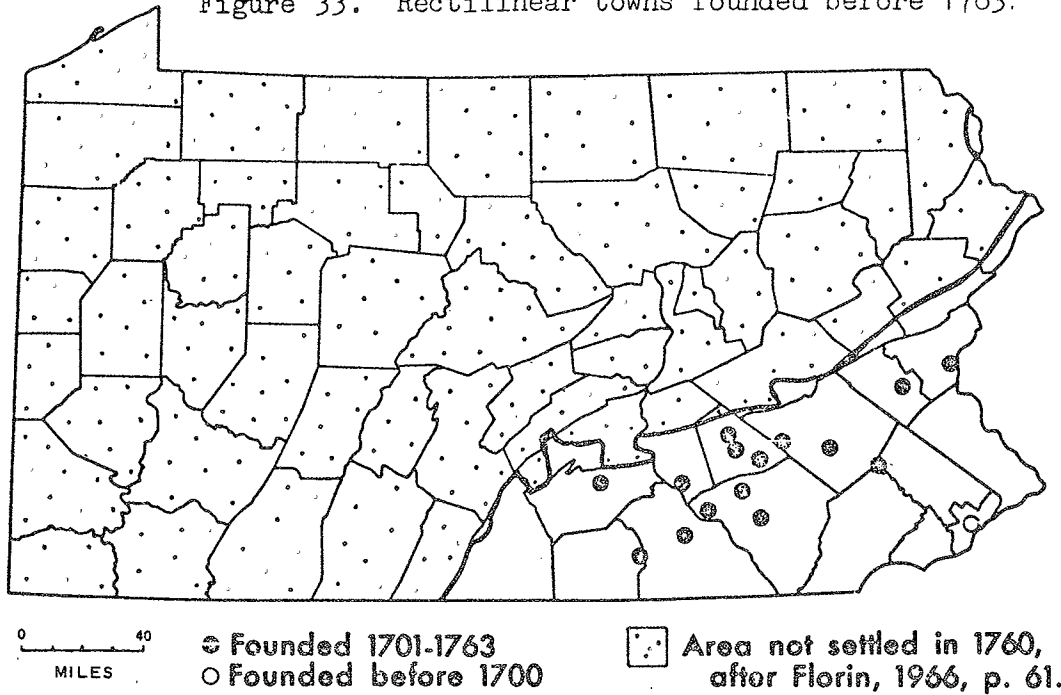 Figure 33. Rectilinear towns founded before 1763.
0 40
MILES
Founded 1701-1763
Founded before 1700
Area not settled in 1760,
after Florin, 1966, p. 61.